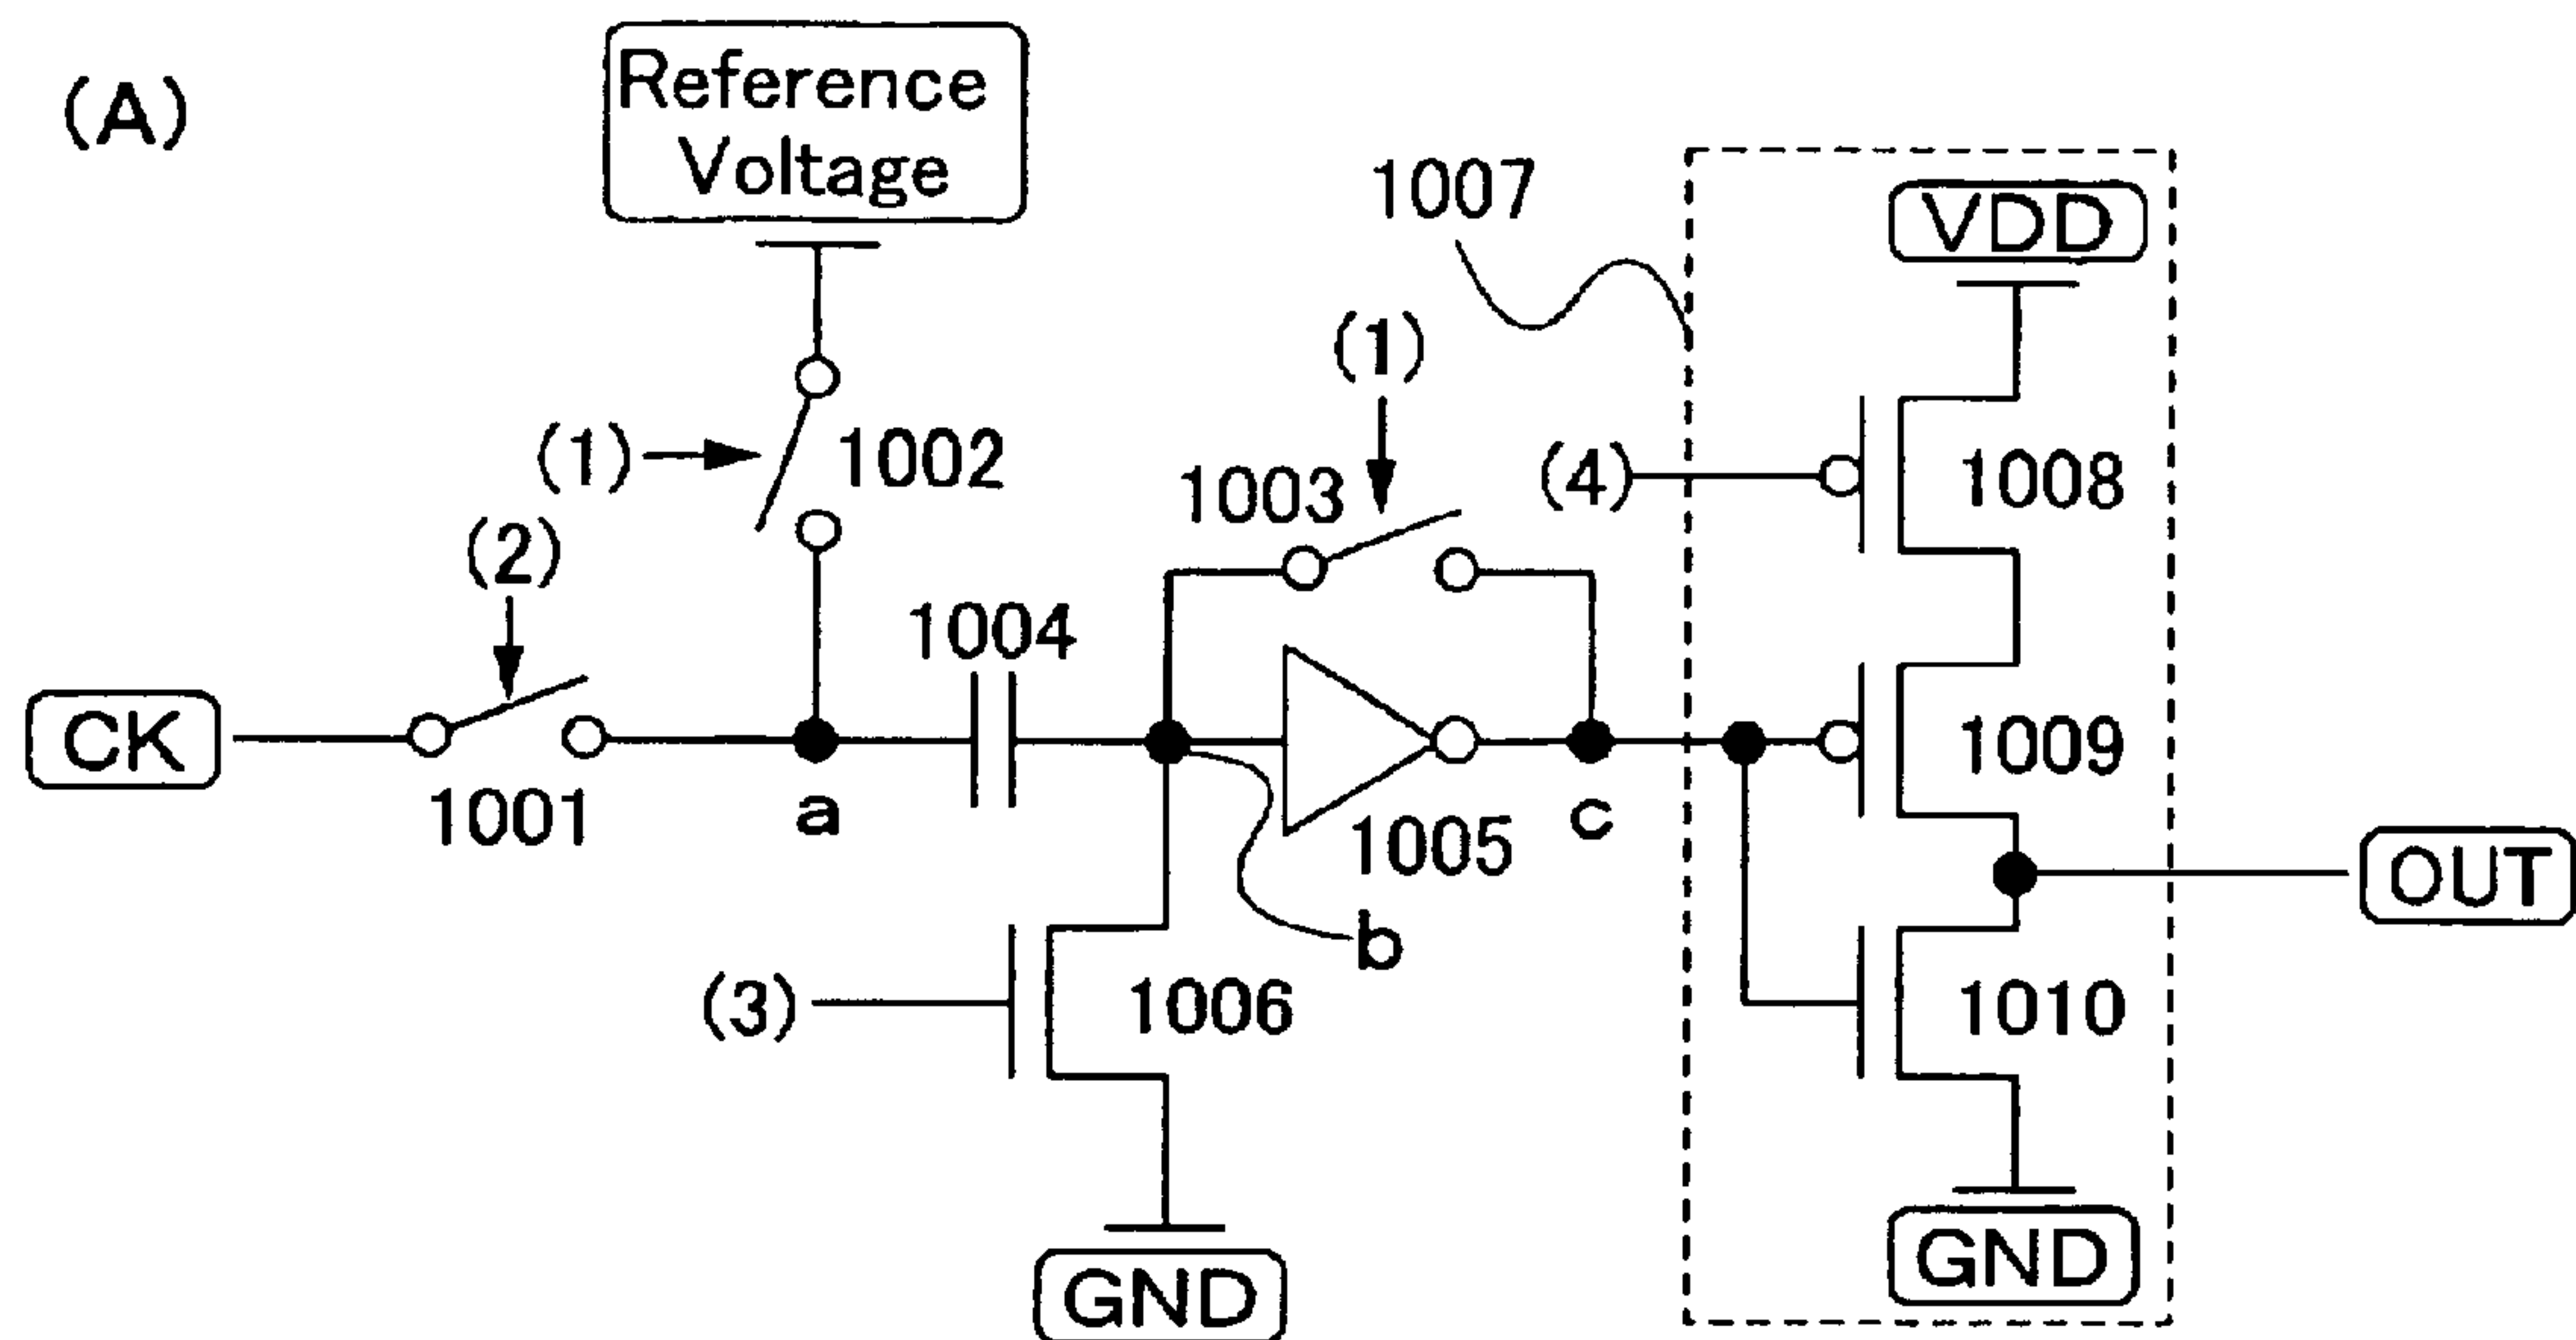 (A)
Reference
Voltage
1007
VDD
(1)
(1)
1002
1003
(4)
1008
(2)
1004
CK
1009
1001
a
1005
c
OUT
b
(3)
1006
1010
GND
GND